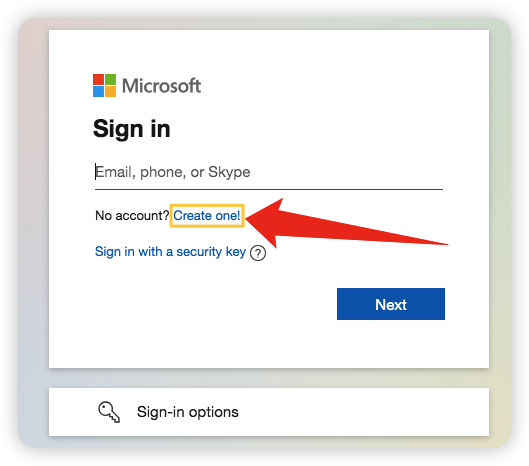 Microsoft
Sign in
Email, phone, or Skype
No account? Create one!
Sign in with a security key ?
Next
Sign-in options